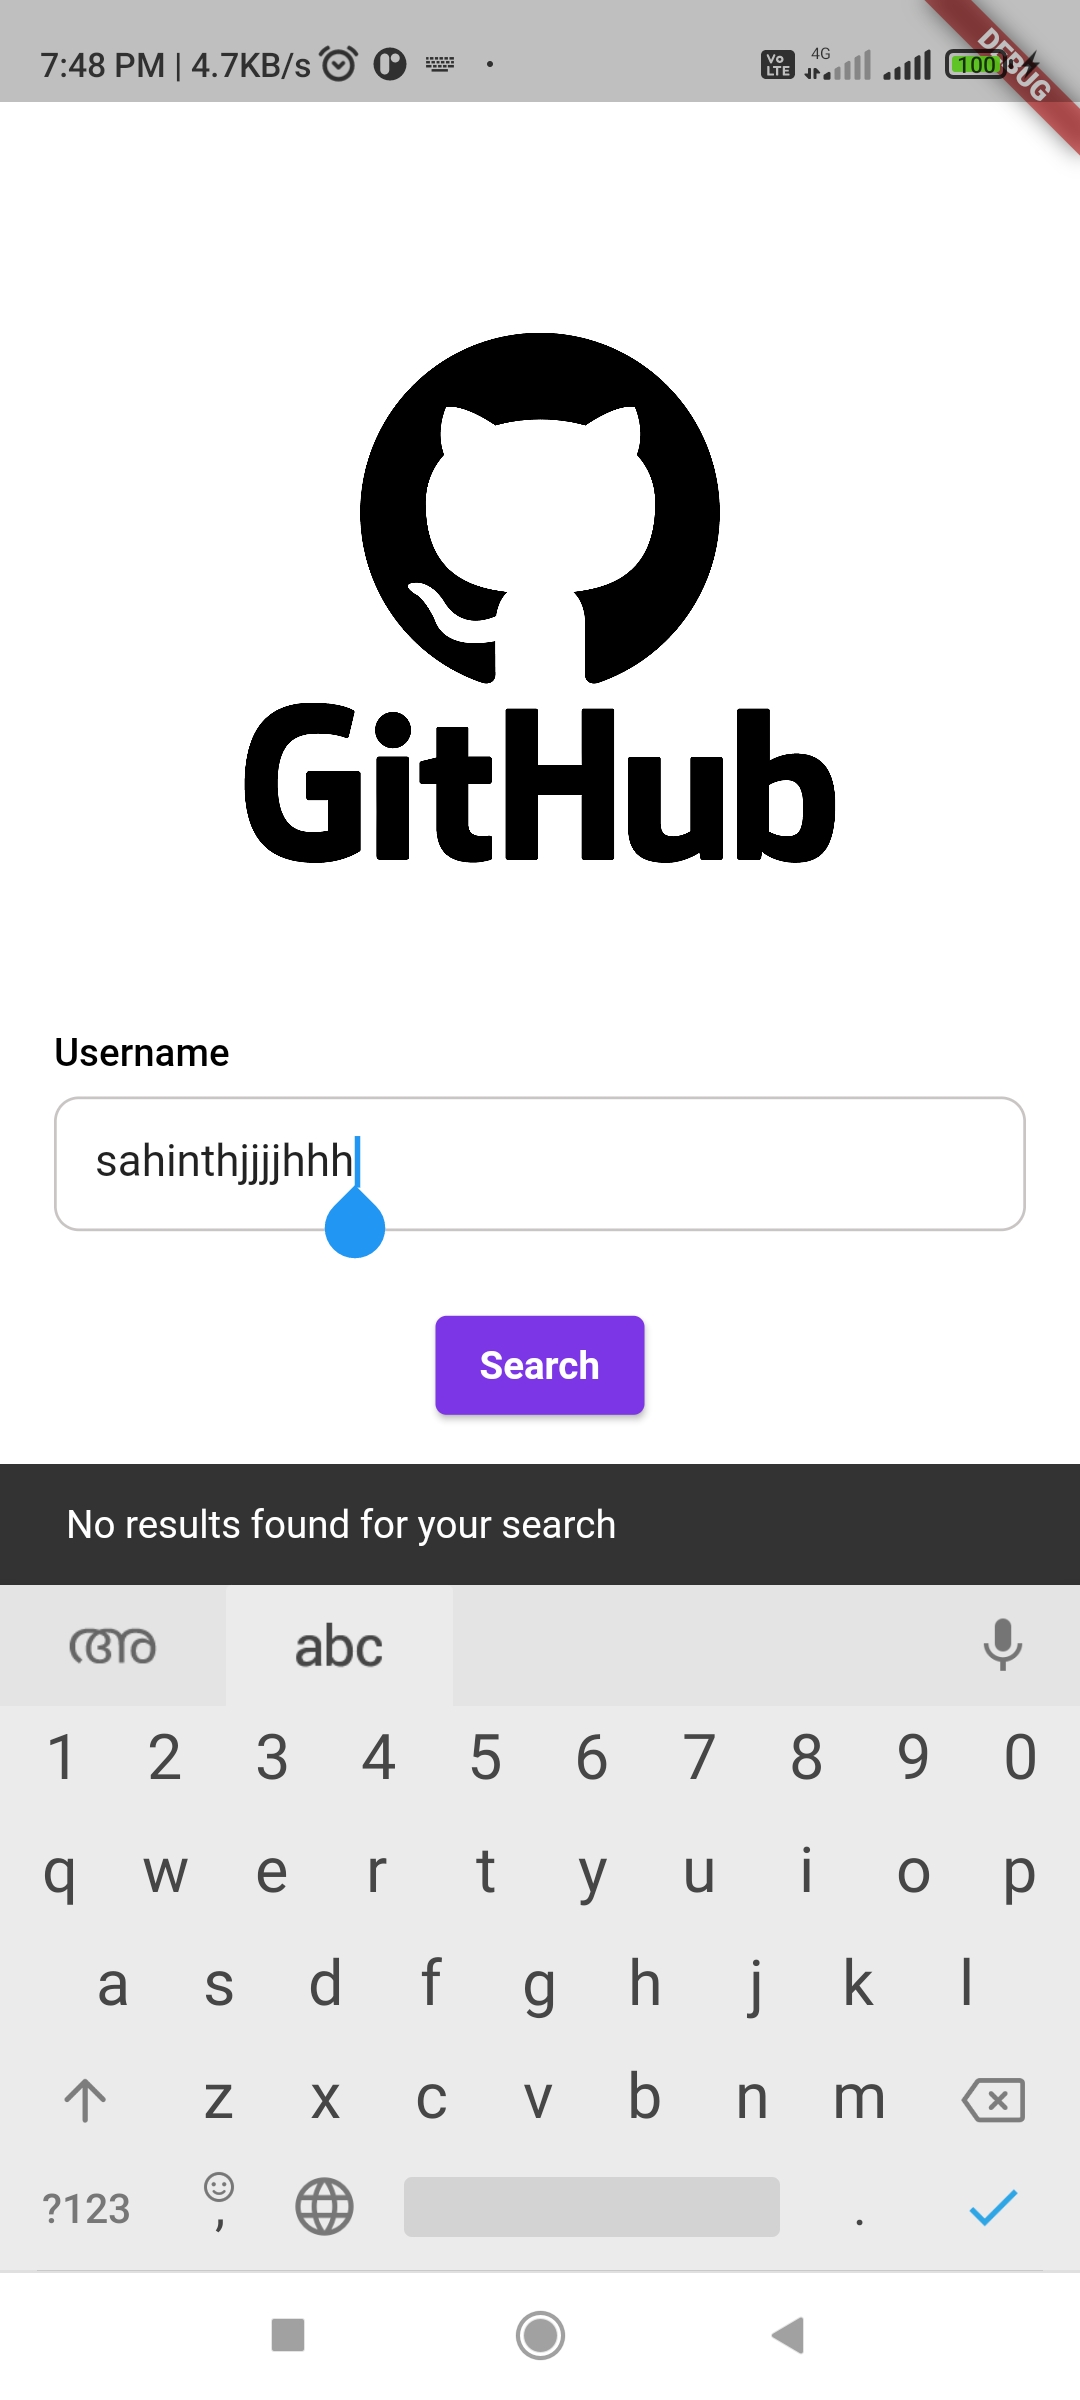 7:48 PM | 4.7KB/s
Vo LTE
4G
100
DEBUG
GitHub
Username
sahinthjjjjhhh
Search
No results found for your search
അ abc
1 2 3 4 5 6 7 8 9 0
q w e r t y u i o p
a s d f g h j k l
z x c v b n m
?123 , .